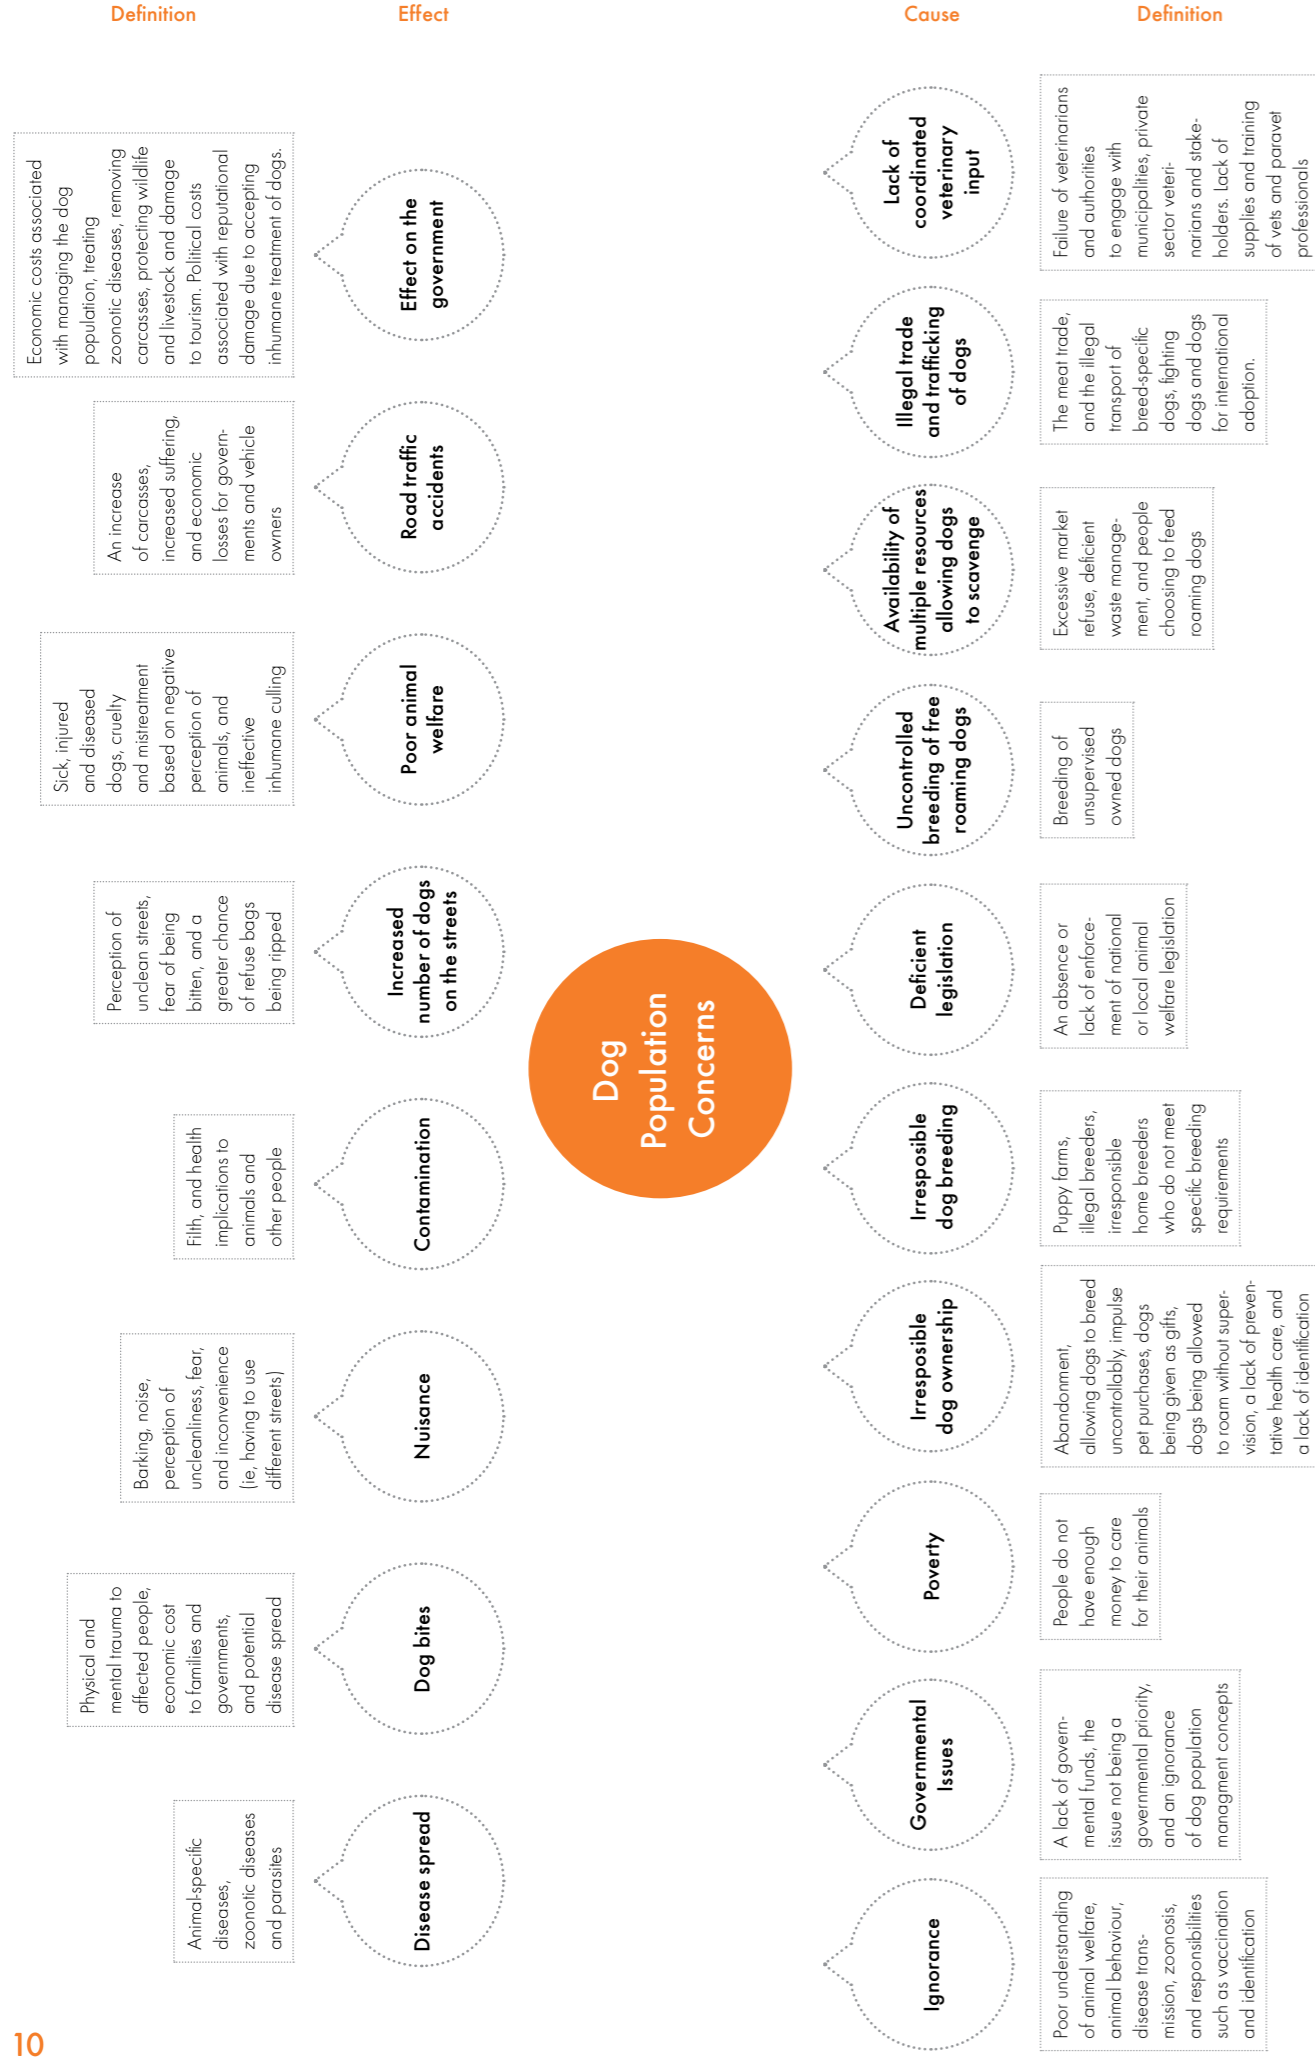 Definition
Effect
Cause
Definition
Animal-specific
diseases,
zoonotic diseases
and parasites
Disease spread
Physical and
mental trauma to
affected people,
economic cost
to families and
governments,
and potential
disease spread
Dog bites
Barking, noise,
perception of
uncleanliness, fear,
and inconvenience
(ie, having to use
different streets)
Nuisance
Filth, and health
implications to
animals and
other people
Contamination
Perception of
unclean streets,
fear of being
bitten, and a
greater chance
of refuse bags
being ripped
Increased
number of dogs
on the streets
Sick, injured
and diseased
dogs, cruelty
and mistreatment
based on negative
perception of
animals, and
ineffective
inhumane culling
Poor animal
welfare
An increase
of carcasses,
increased suffering,
and economic
losses for govern-
ments and vehicle
owners
Road traffic
accidents
Economic costs associated
with managing the dog
population, treating
zoonotic diseases, removing
carcasses, protecting wildlife
and livestock and damage
to tourism. Political costs
associated with reputational
damage due to accepting
inhumane treatment of dogs.
Effect on the
government
Dog
Population
Concerns
Ignorance
Poor understanding
of animal welfare,
animal behaviour,
disease trans-
mission, zoonosis,
and responsibilities
such as vaccination
and identification
Governmental
Issues
A lack of govern-
mental funds, the
issue not being a
governmental priority,
and an ignorance
of dog population
managment concepts
Poverty
People do not
have enough
money to care
for their animals
Irresposible
dog ownership
Abandonment,
allowing dogs to breed
uncontrollably, impulse
pet purchases, dogs
being given as gifts,
dogs being allowed
to roam without super-
vision, a lack of preven-
tative health care, and
a lack of identification
Irresposible
dog breeding
Puppy farms,
illegal breeders,
irresponsible
home breeders
who do not meet
specific breeding
requirements
Deficient
legislation
An absence or
lack of enforce-
ment of national
or local animal
welfare legislation
Uncontrolled
breeding of free
roaming dogs
Breeding of
unsupervised
owned dogs
Availability of
multiple resources
allowing dogs
to scavenge
Excessive market
refuse, deficient
waste manage-
ment, and people
choosing to feed
roaming dogs
Illegal trade
and trafficking
of dogs
The meat trade,
and the illegal
transport of
breed-specific
dogs, fighting
dogs and dogs
for international
adoption.
Lack of
coordinated
veterinary
input
Failure of veterinarians
and authorities
to engage with
municipalities, private
sector veteri-
narians and stake-
holders. Lack of
supplies and training
of vets and paravet
professionals
10